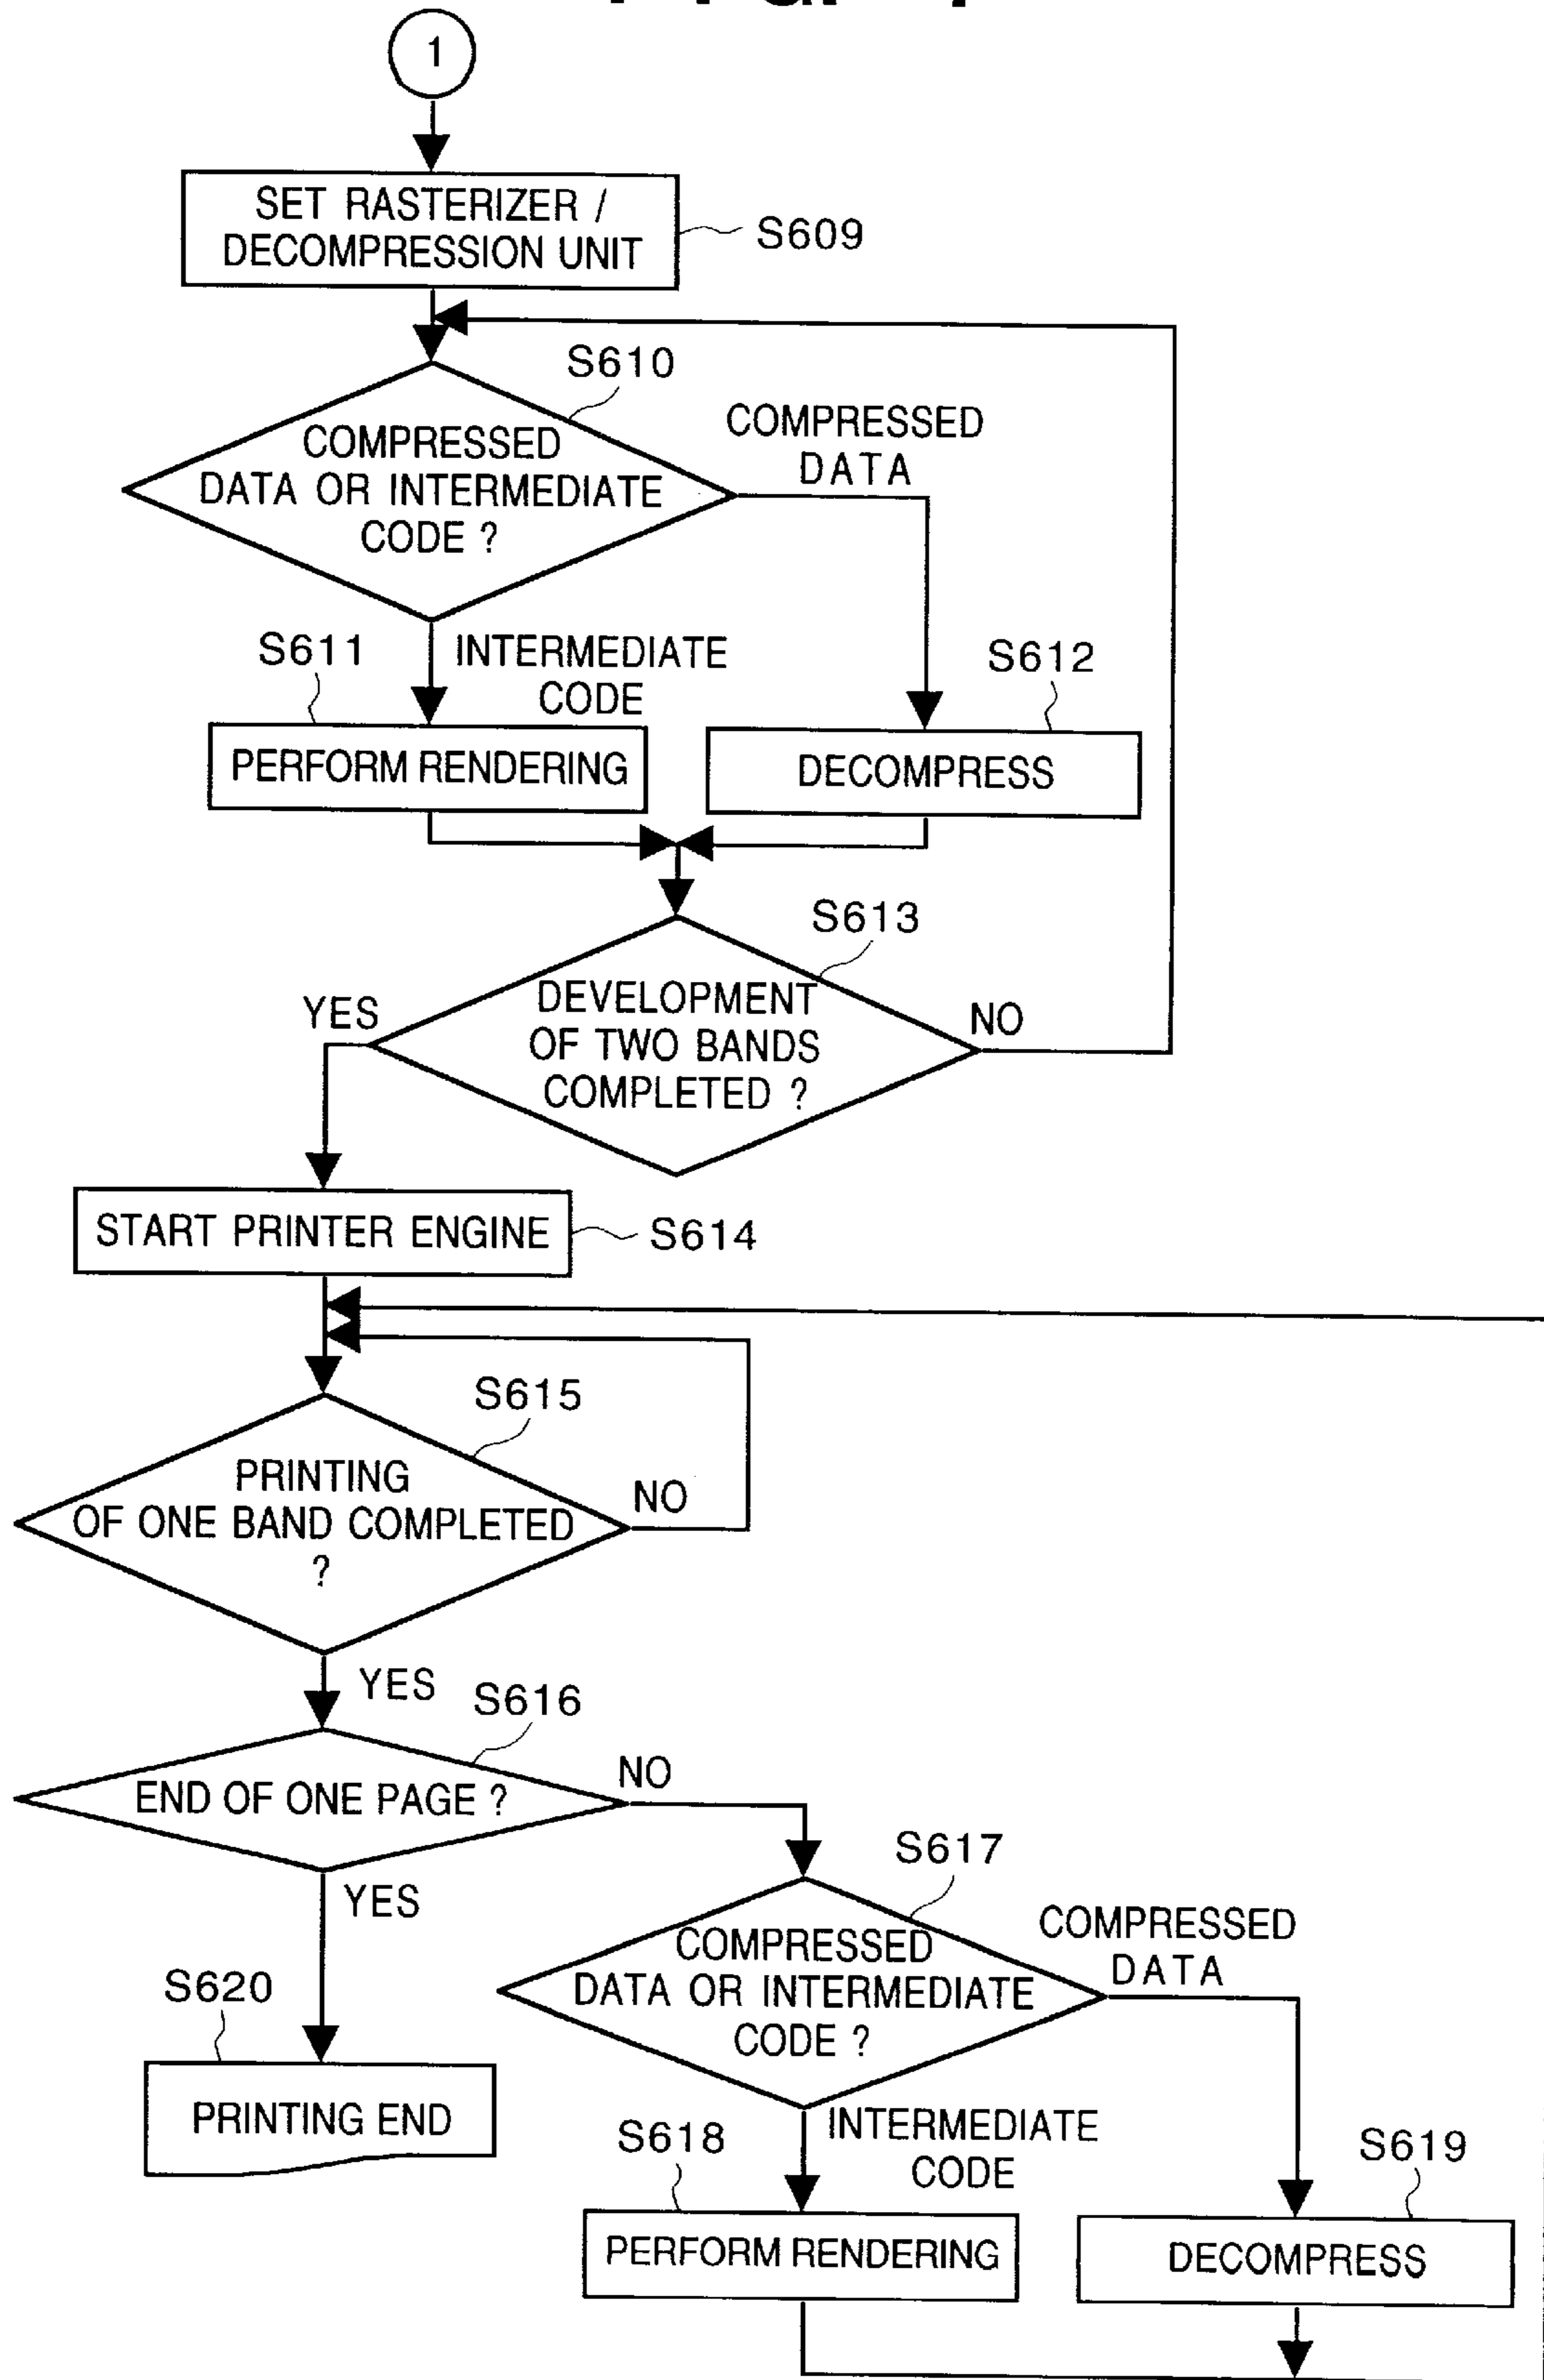 1
SET RASTERIZER /
DECOMPRESSION UNIT
S609
S610
COMPRESSED
DATA OR INTERMEDIATE
CODE ?
COMPRESSED
DATA
S611
INTERMEDIATE
CODE
S612
PERFORM RENDERING
DECOMPRESS
S613
YES
DEVELOPMENT
OF TWO BANDS
COMPLETED ?
NO
START PRINTER ENGINE
S614
S615
PRINTING
OF ONE BAND COMPLETED
?
NO
YES
S616
END OF ONE PAGE ?
NO
YES
S617
COMPRESSED
DATA OR INTERMEDIATE
CODE ?
COMPRESSED
DATA
S620
PRINTING END
S618
INTERMEDIATE
CODE
S619
PERFORM RENDERING
DECOMPRESS